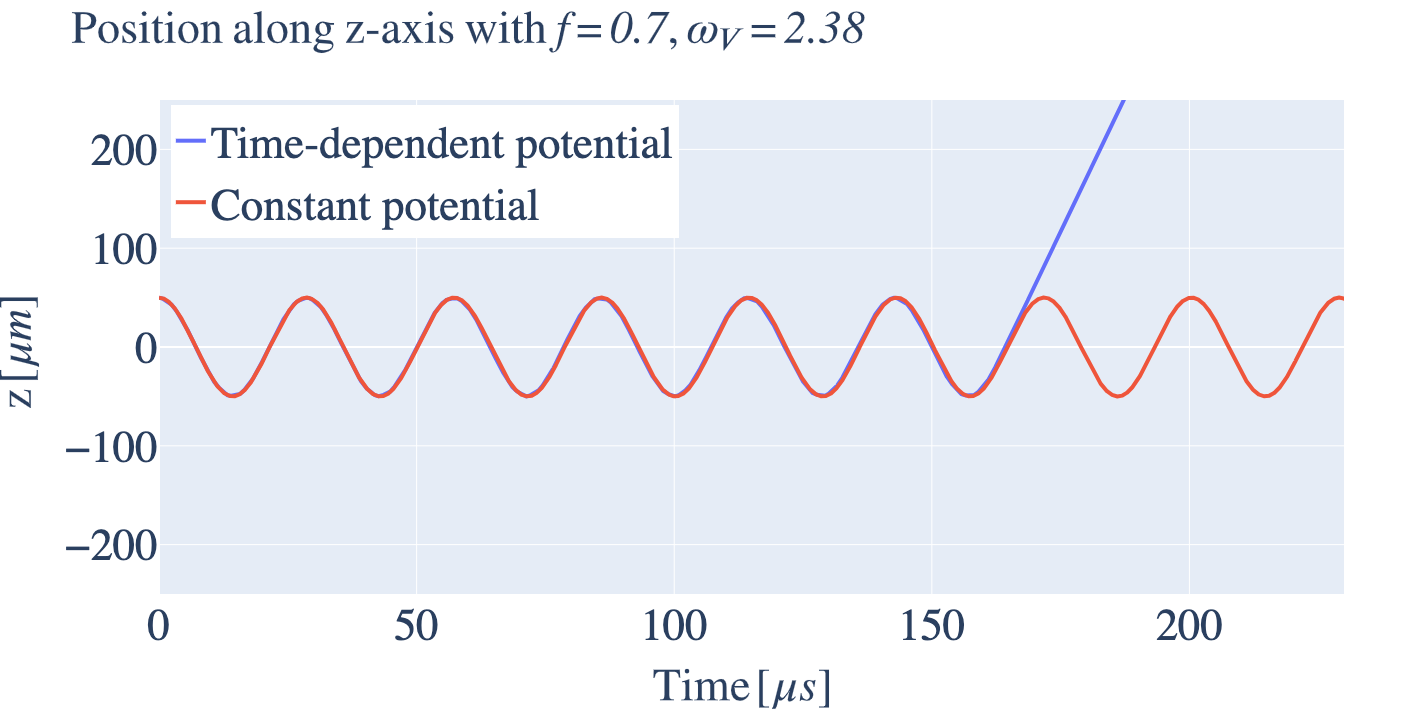 Position along z-axis with f = 0.7, ω_V = 2.38
Time-dependent potential
Constant potential
200
100
0
−100
−200
z [μm]
0 50 100 150 200
Time [μs]